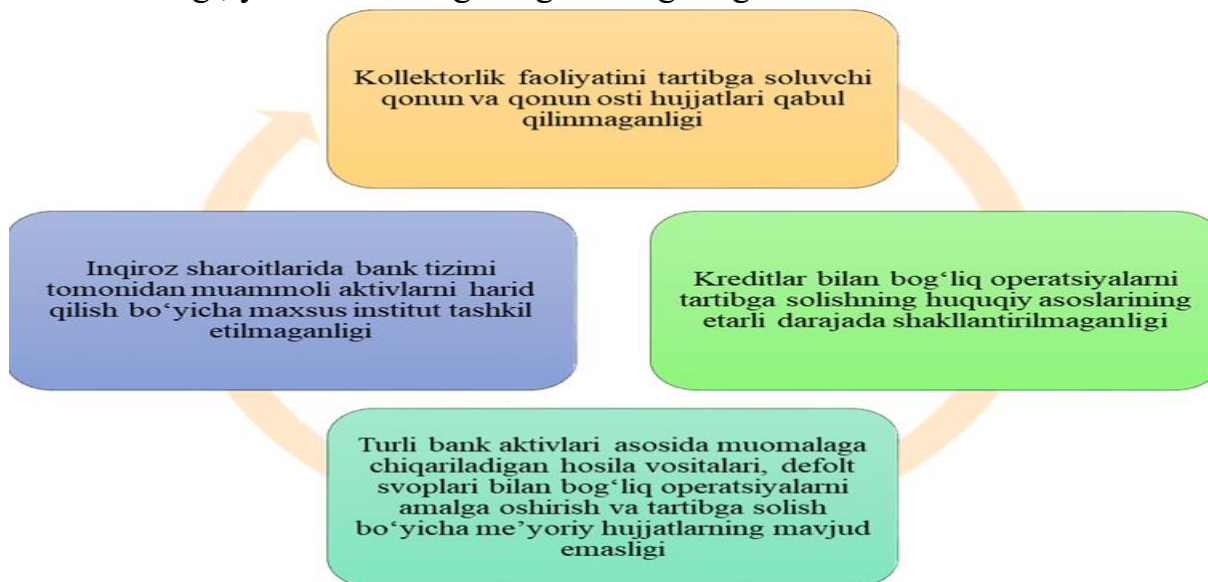 Kollektorlik faoliyatini tartibga soluvchi
qonun va qonun osti hujjatlari qabul
qilinmaganligi
Kreditlar bilan bog‘liq operatsiyalarni
tartibga solishning huquqiy asoslarining
etarli darajada shakllantirilmaganligi
Turli bank aktivlari asosida muomalaga
chiqariladigan hosila vositalari, defolt
svoplari bilan bog‘liq operatsiyalarni
amalga oshirish va tartibga solish
bo‘yicha me’yoriy hujjatlarning mavjud
emasligi
Inqiroz sharoitlarida bank tizimi
tomonidan muammoli aktivlarni harid
qilish bo‘yicha maxsus institut tashkil
etilmaganligi